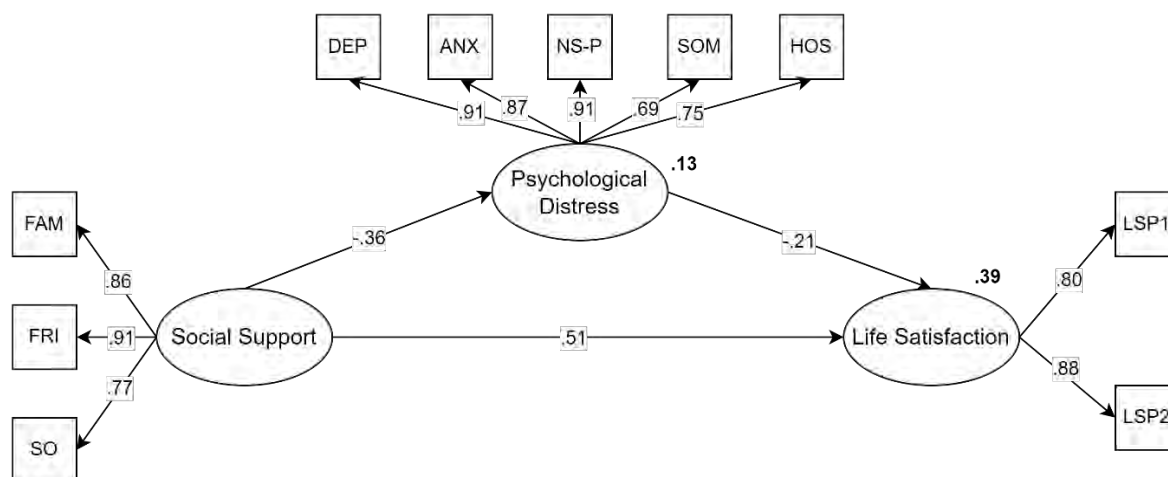 DEP
ANX
NS-P
SOM
HOS
.91
.87
.91
.69
.75
Psychological
Distress
.13
FAM
FRI
SO
.86
.91
.77
-.36
-.21
Social Support
.51
Life Satisfaction
.39
.80
.88
LSP1
LSP2